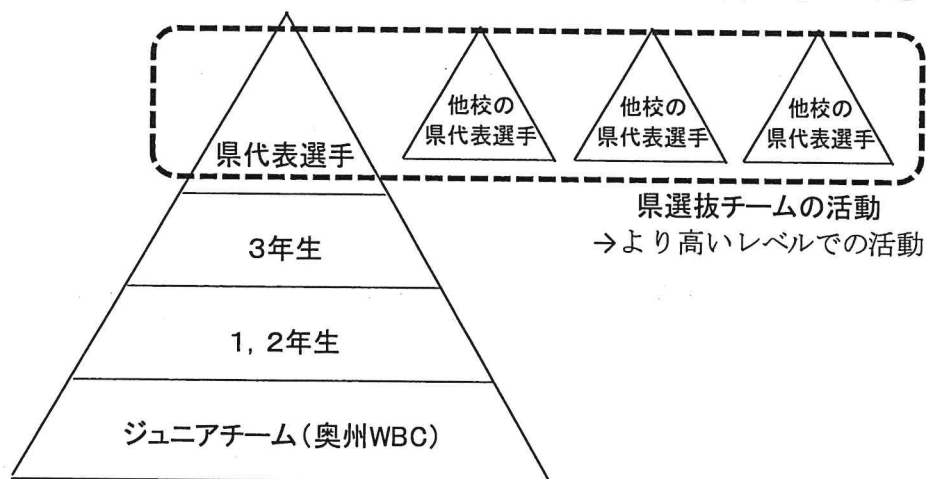 県代表選手
他校の
県代表選手
他校の
県代表選手
他校の
県代表選手
県選抜チームの活動
→より高いレベルでの活動
3年生
1，2年生
ジュニアチーム（奥州WBC）